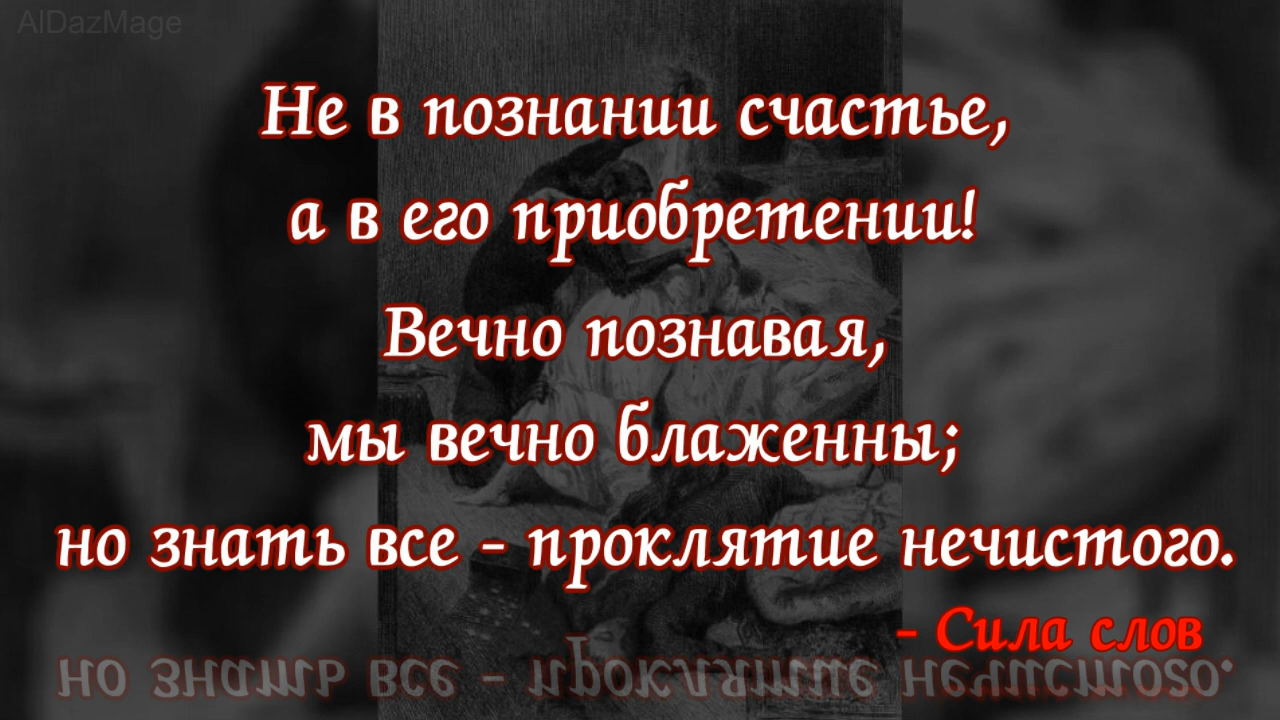 AlDazMage
Не в познании счастье,
а в его приобретении!
Вечно познавая,
мы вечно блаженны;
но знать все - проклятие нечистого.
- Сила слов
но знать все - проклятие нечистого.